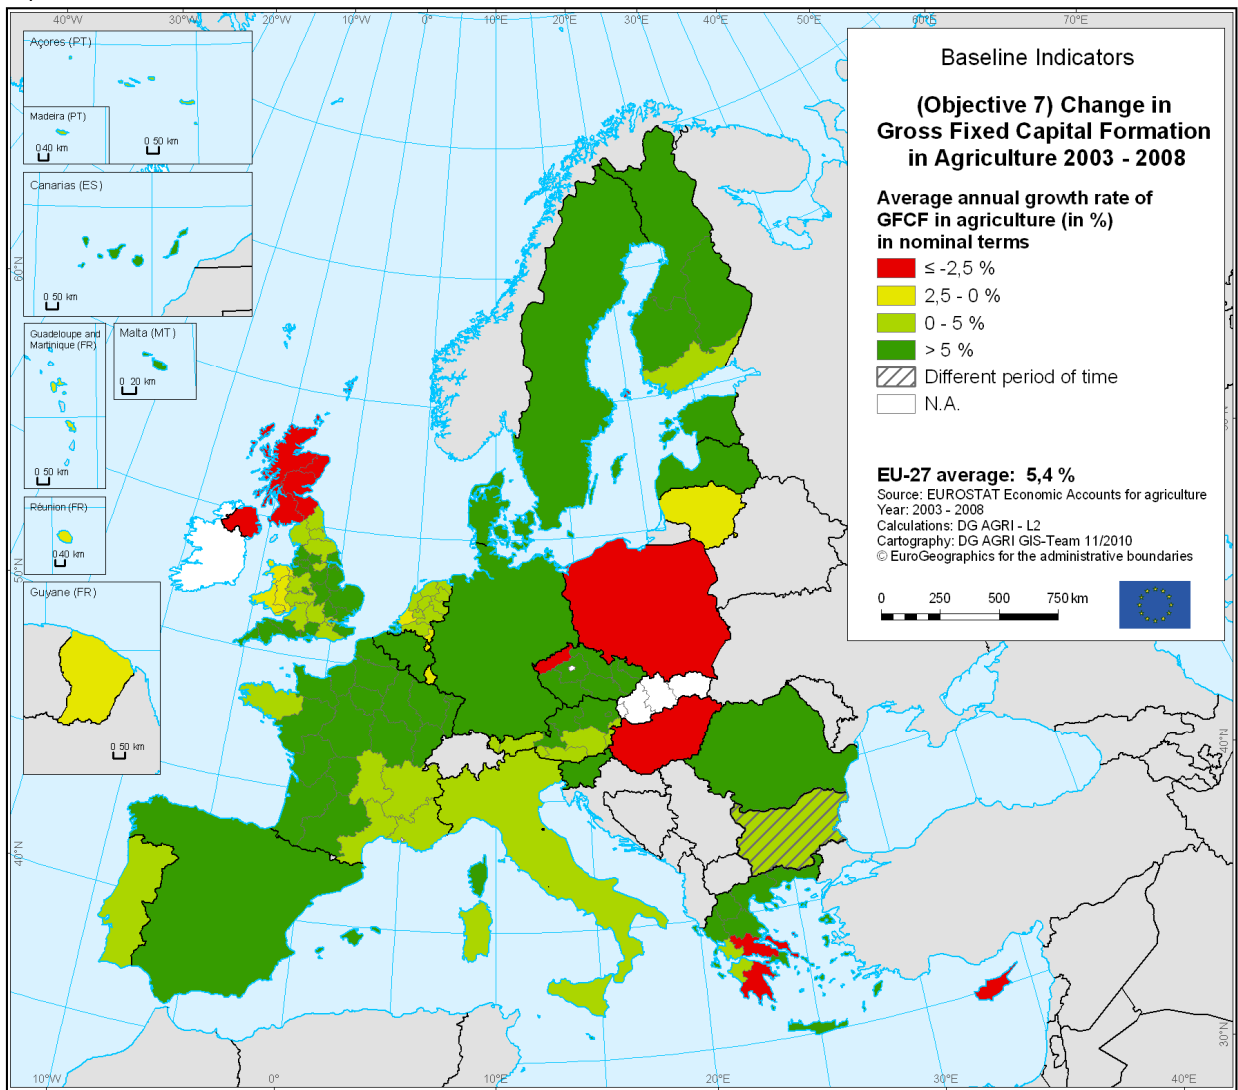 40°W 30°W 20°W 10°W 0° 10°E 20°E 30°E 40°E 50°E 60°E 70°E
Açores (PT)
Madeira (PT)
0 40 km
0 50 km
Canarias (ES)
0 50 km
Guadeloupe and
Martinique (FR)
0 50 km
Malta (MT)
0 20 km
Réunion (FR)
0 40 km
Guyane (FR)
0 50 km
60°N
50°N
40°N
Baseline Indicators
(Objective 7) Change in
Gross Fixed Capital Formation
in Agriculture 2003 - 2008
Average annual growth rate of
GFCF in agriculture (in %)
in nominal terms
≤ -2,5 %
2,5 - 0 %
0 - 5 %
> 5 %
Different period of time
N.A.
EU-27 average: 5,4 %
Source: EUROSTAT Economic Accounts for agriculture
Year: 2003 - 2008
Calculations: DG AGRI - L2
Cartography: DG AGRI GIS-Team 11/2010
© EuroGeographics for the administrative boundaries
0 250 500 750 km
40°N
30°N
10°W 0° 10°E 20°E 30°E 40°E